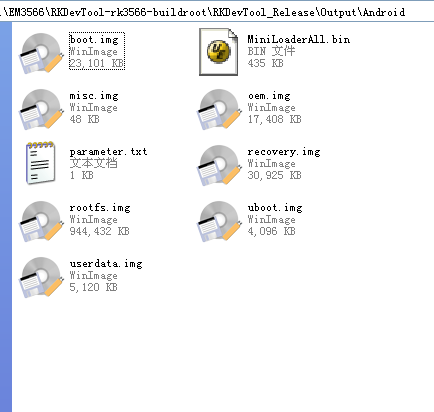 \EM3566\RKDevTool-rk3566-buildroot\RKDevTool_Release\Output\Android
boot.img
WinImage
23,101 KB
MiniLoaderAll.bin
BIN 文件
435 KB
misc.img
WinImage
48 KB
oem.img
WinImage
17,408 KB
parameter.txt
文本文档
1 KB
recovery.img
WinImage
30,925 KB
rootfs.img
WinImage
944,432 KB
uboot.img
WinImage
4,096 KB
userdata.img
WinImage
5,120 KB